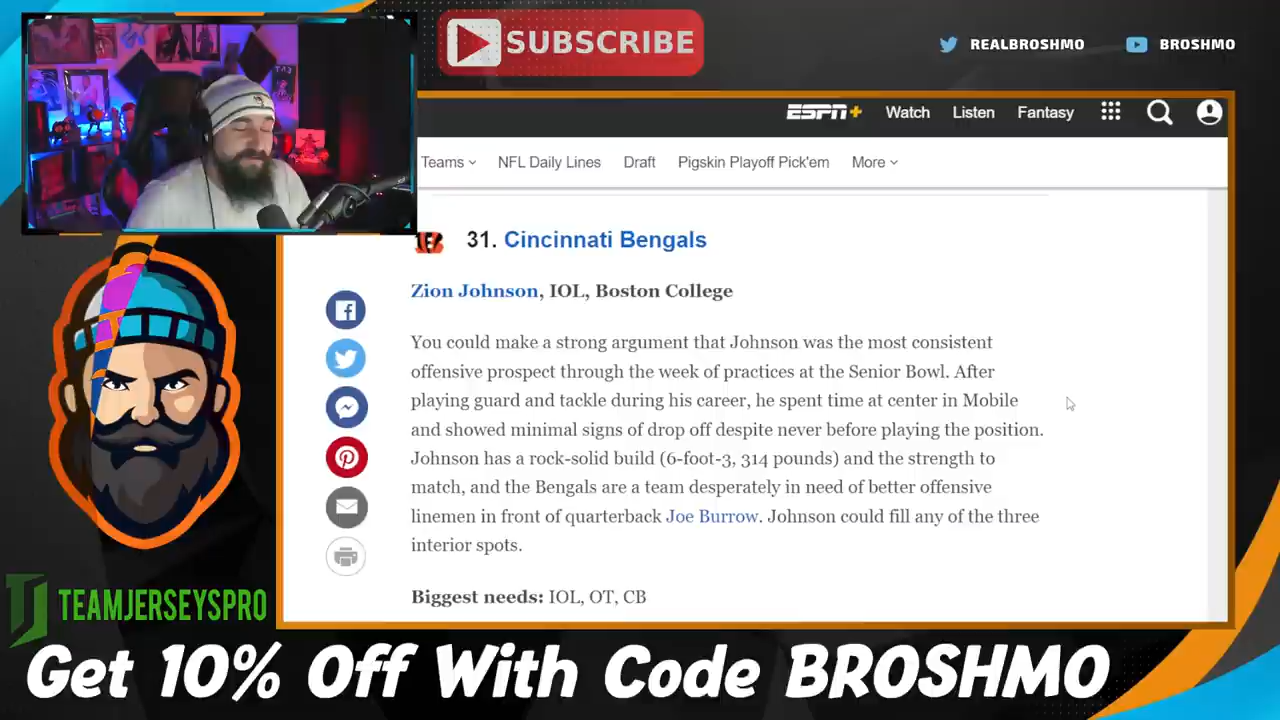 SUBSCRIBE
REALBROSHMO
BROSHMO
ESPN+ Watch Listen Fantasy
Teams NFL Daily Lines Draft Pigskin Playoff Pick'em More
31. Cincinnati Bengals
Zion Johnson, IOL, Boston College
You could make a strong argument that Johnson was the most consistent
offensive prospect through the week of practices at the Senior Bowl. After
playing guard and tackle during his career, he spent time at center in Mobile
and showed minimal signs of drop off despite never before playing the position.
Johnson has a rock-solid build (6-foot-3, 314 pounds) and the strength to
match, and the Bengals are a team desperately in need of better offensive
linemen in front of quarterback Joe Burrow. Johnson could fill any of the three
interior spots.
Biggest needs: IOL, OT, CB
TEAMJERSEYSPRO
Get 10% Off With Code BROSHMO